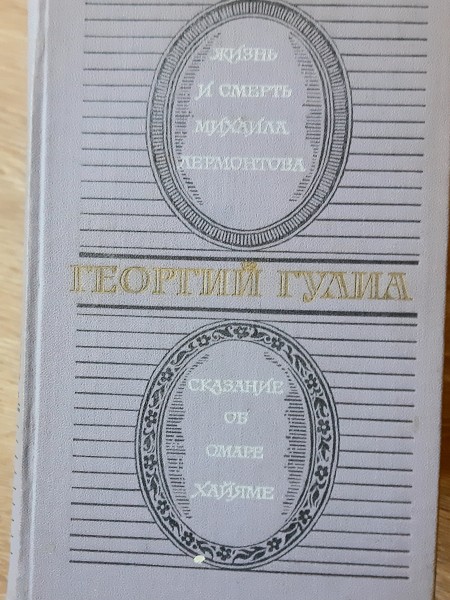 ЖИЗНЬ
И СМЕРТЬ
МИХАИЛА
ЛЕРМОНТОВА
ГЕОРГИЙ ГУЛИА
СКАЗАНИЕ
ОБ
ОМАРЕ
ХАЙЯМЕ